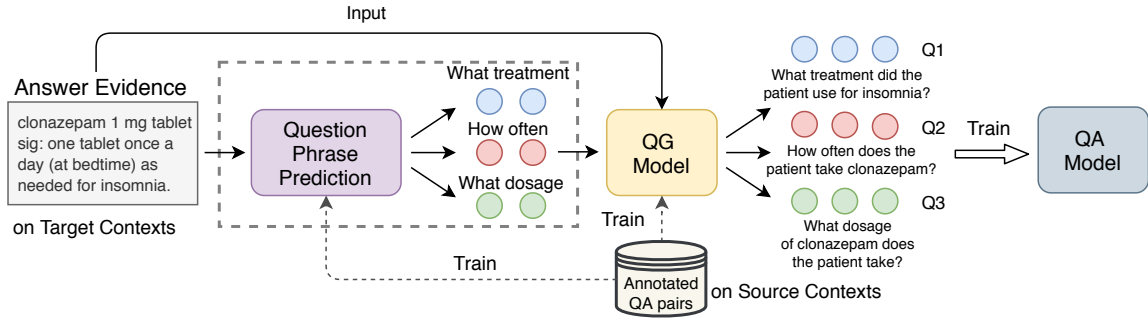 Input
Answer Evidence
clonazepam 1 mg tablet
sig: one tablet once a
day (at bedtime) as
needed for insomnia.
on Target Contexts
Question
Phrase
Prediction
What treatment
How often
What dosage
QG
Model
Q1
What treatment did the
patient use for insomnia?
Q2
How often does the
patient take clonazepam?
Q3
What dosage
of clonazepam does
the patient take?
Train
QA
Model
Train
Train
Annotated
QA pairs
on Source Contexts